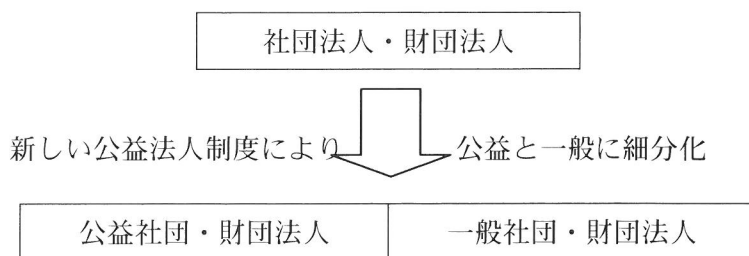 社団法人・財団法人
新しい公益法人制度により
公益と一般に細分化
公益社団・財団法人
一般社団・財団法人